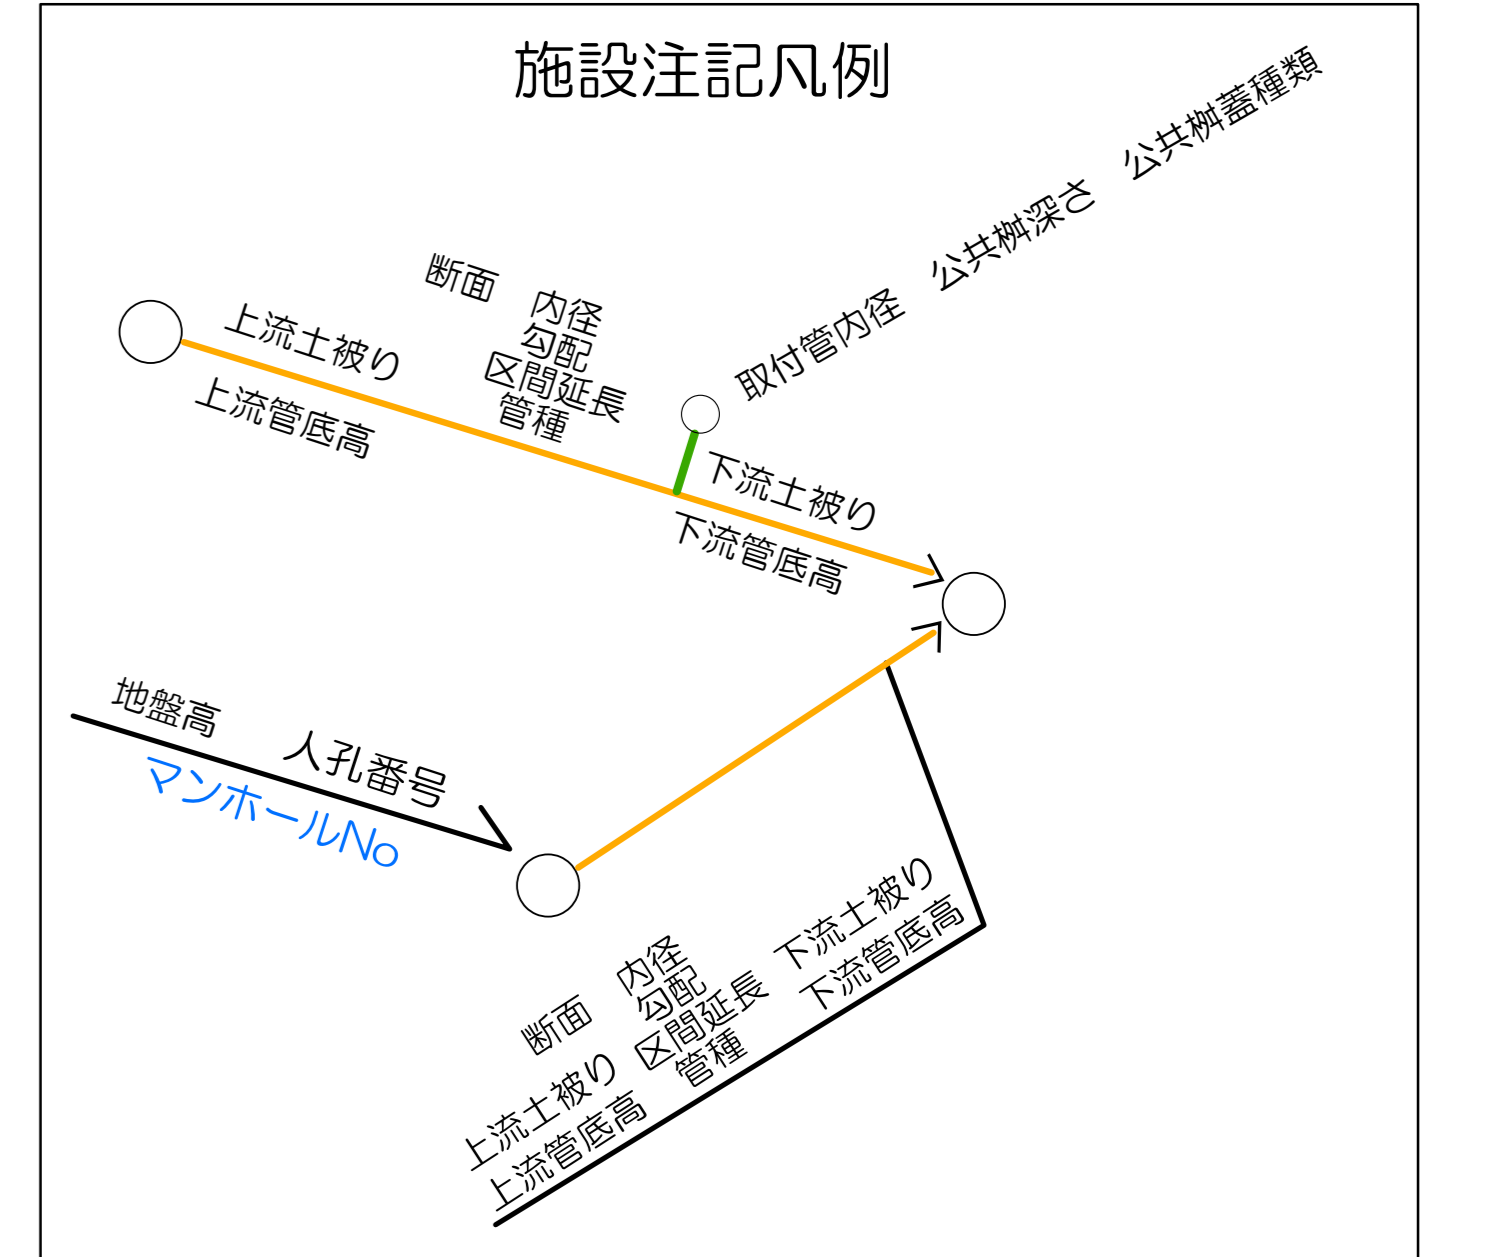 施設注記凡例
取付管内径　公共桝深さ　公共桝蓋種類
断面　内径
勾配
区間延長
管種
上流土被り
上流管底高
下流土被り
下流管底高
地盤高　人孔番号
マンホールNo
断面　内径
勾配
上流土被り　区間延長　下流土被り
上流管底高　管種　下流管底高